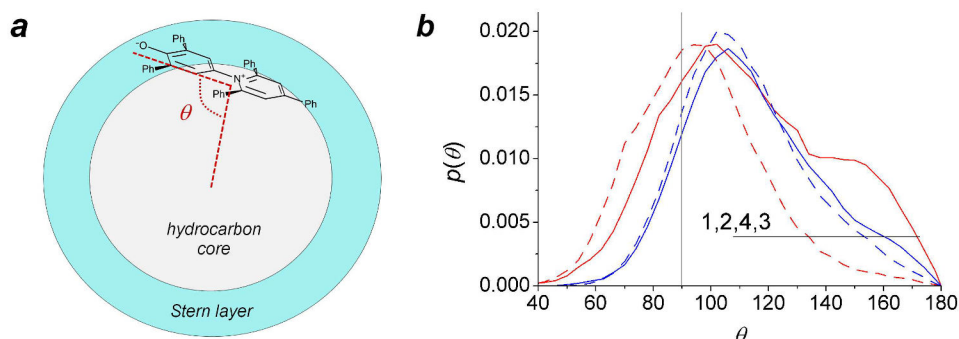 a
⁻O
Ph
Ph
N⁺
Ph
Ph
Ph
θ
hydrocarbon
core
Stern layer
b
p(θ)
0.020
0.015
0.010
0.005
0.000
1,2,4,3
40 60 80 100 120 140 160 180
θ